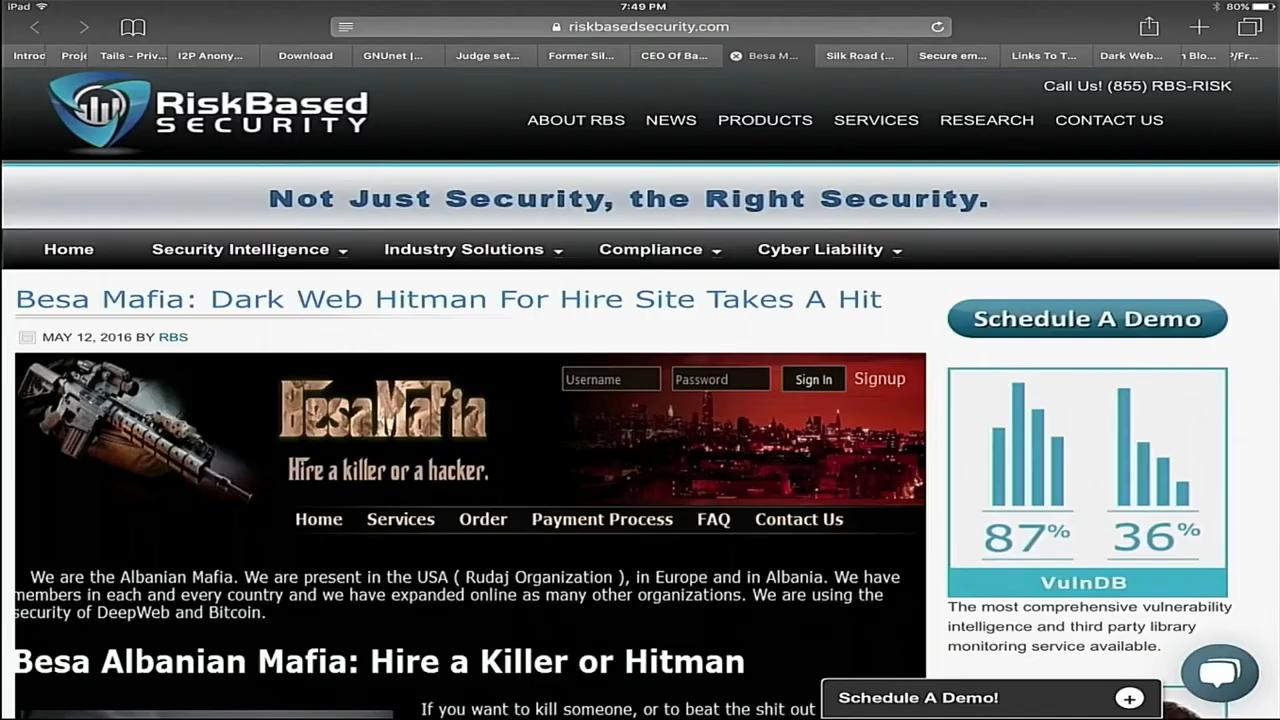 iPad
7:49 PM
80%
riskbasedsecurity.com
Introd
Proje
Tails – Priv...
I2P Anony...
Download
GNUnet |...
Judge set...
Former Sil...
CEO Of Ba...
Besa M...
Silk Road (...
Secure em...
Links To T...
Dark Web...
Blo...
P/Fr...
RiskBased
SECURITY
Call Us! (855) RBS-RISK
ABOUT RBS NEWS PRODUCTS SERVICES RESEARCH CONTACT US
Not Just Security, the Right Security.
Home Security Intelligence Industry Solutions Compliance Cyber Liability
Besa Mafia: Dark Web Hitman For Hire Site Takes A Hit
MAY 12, 2016 BY RBS
Username Password Sign In Signup
BesaMafia
Hire a killer or a hacker.
Home Services Order Payment Process FAQ Contact Us
We are the Albanian Mafia. We are present in the USA ( Rudaj Organization ), in Europe and in Albania. We have
members in each and every country and we have expanded online as many other organizations. We are using the
security of DeepWeb and Bitcoin.
Besa Albanian Mafia: Hire a Killer or Hitman
If you want to kill someone, or to beat the shit out
Schedule A Demo
87% 36%
VulnDB
The most comprehensive vulnerability
intelligence and third party library
monitoring service available.
Schedule A Demo!